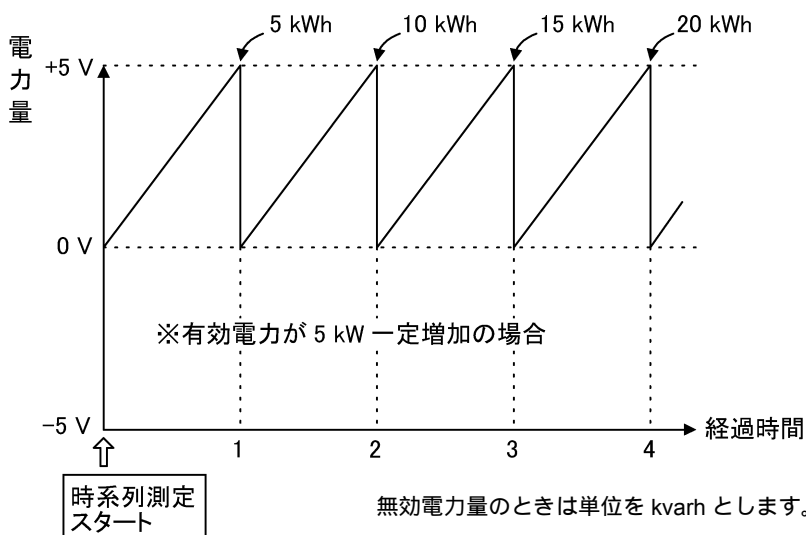 電力量
5 kWh
10 kWh
15 kWh
20 kWh
+5 V
0 V
※有効電力が 5 kW 一定増加の場合
−5 V
1
2
3
4
経過時間
時系列測定
スタート
無効電力量のときは単位を kvarh とします。